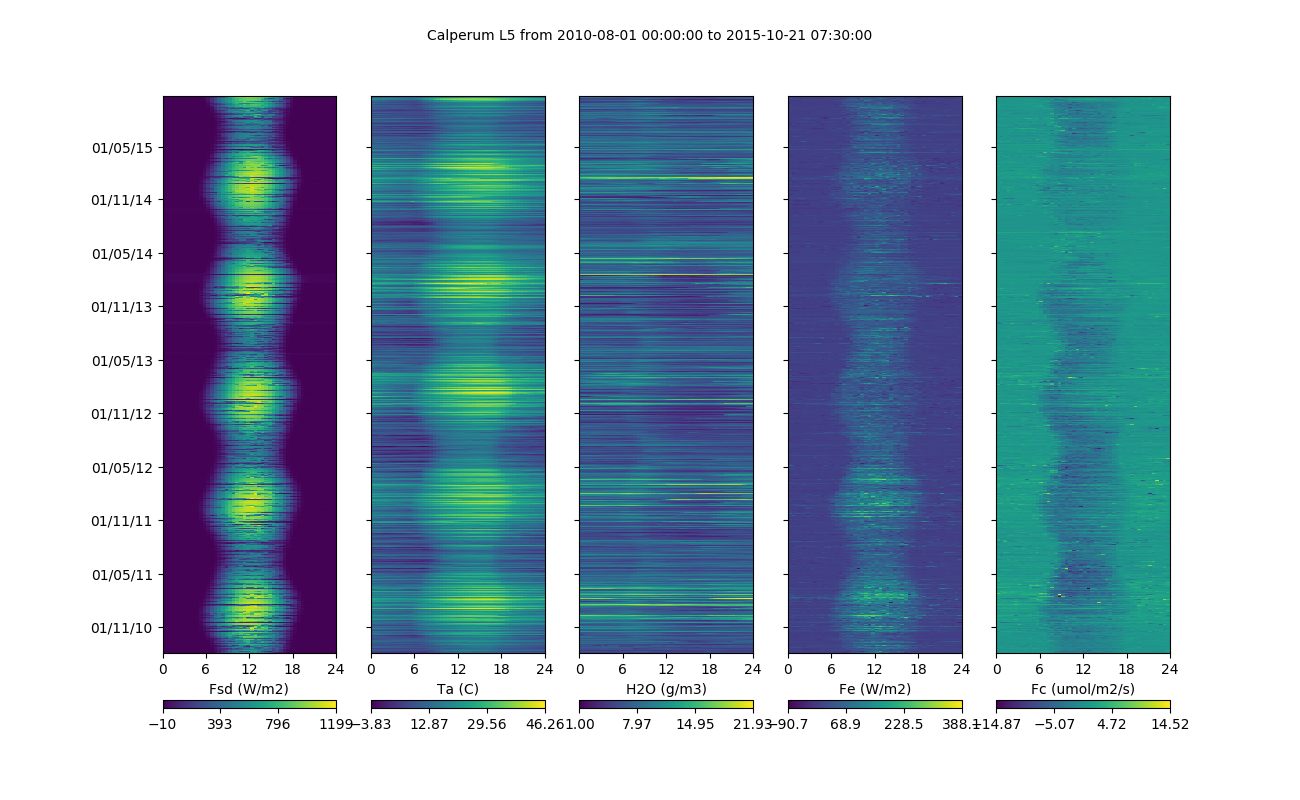 Calperum L5 from 2010-08-01 00:00:00 to 2015-10-21 07:30:00
01/05/15
01/11/14
01/05/14
01/11/13
01/05/13
01/11/12
01/05/12
01/11/11
01/05/11
01/11/10
0 6 12 18 24 0 6 12 18 24 0 6 12 18 24 0 6 12 18 24 0 6 12 18 24
Fsd (W/m2) Ta (C) H2O (g/m3) Fe (W/m2) Fc (umol/m2/s)
−10 393 796 1199 −3.83 12.87 29.56 46.26 1.00 7.97 14.95 21.93 −90.7 68.9 228.5 388.1 −14.87 −5.07 4.72 14.52